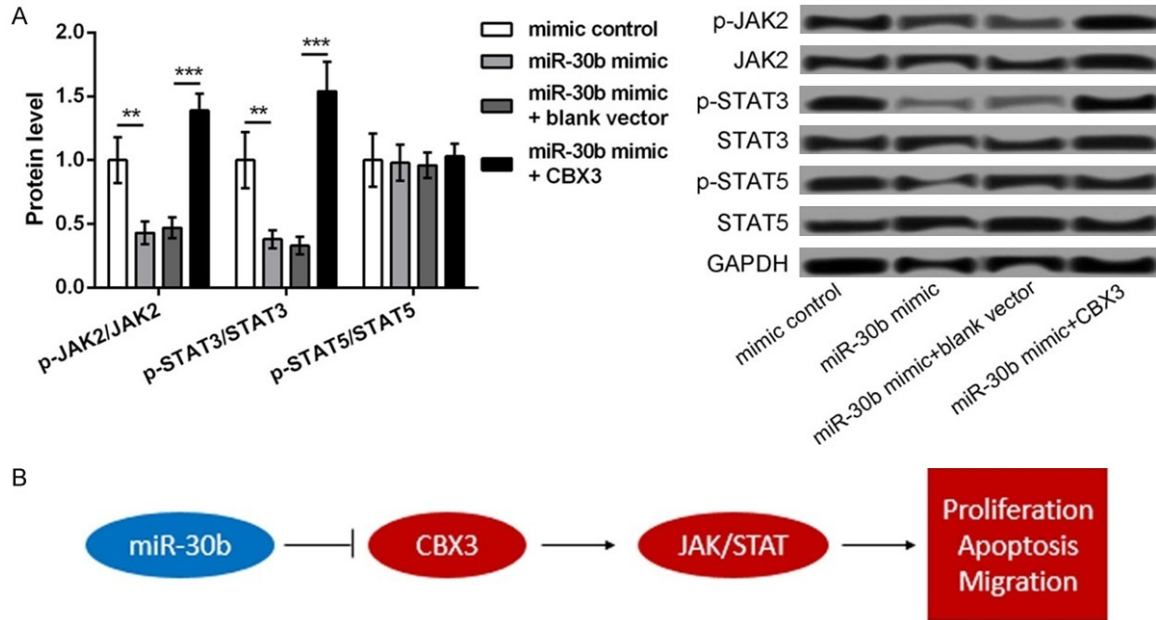 A
Protein level
2.0
1.5
1.0
0.5
0.0
**
***
**
***
p-JAK2/JAK2
p-STAT3/STAT3
p-STAT5/STAT5
mimic control
miR-30b mimic
miR-30b mimic
+ blank vector
miR-30b mimic
+ CBX3
p-JAK2
JAK2
p-STAT3
STAT3
p-STAT5
STAT5
GAPDH
mimic control
miR-30b mimic
miR-30b mimic+blank vector
miR-30b mimic+CBX3
B
miR-30b
CBX3
JAK/STAT
Proliferation
Apoptosis
Migration